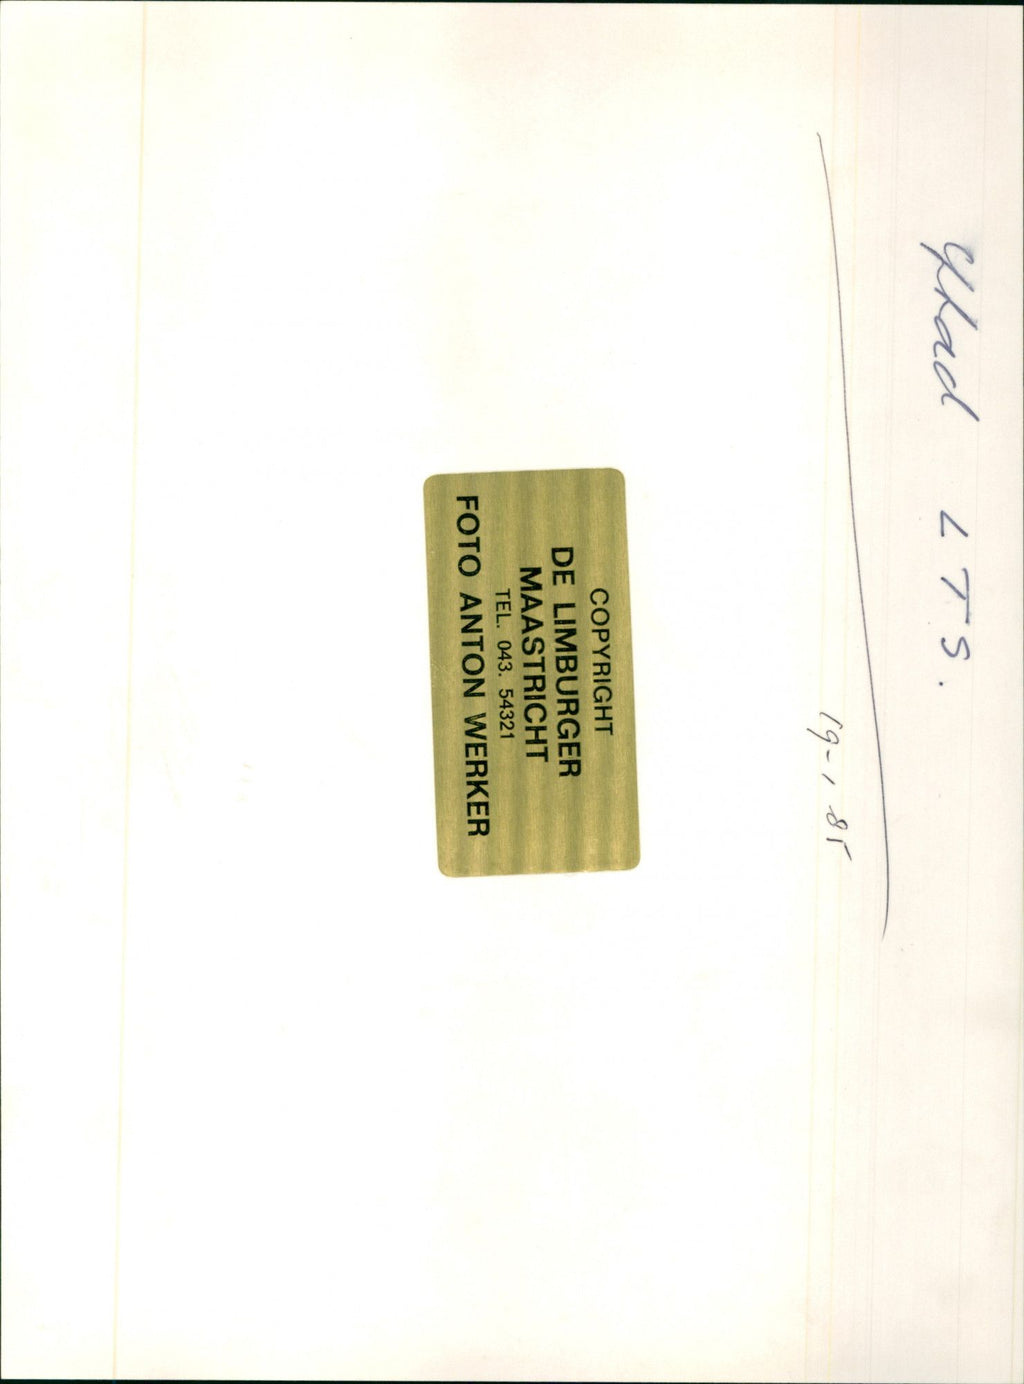 LTS.
19-1 85
COPYRIGHT
DE LIMBURGER
MAASTRICHT
TEL. 043. 54321
FOTO ANTON WERKER